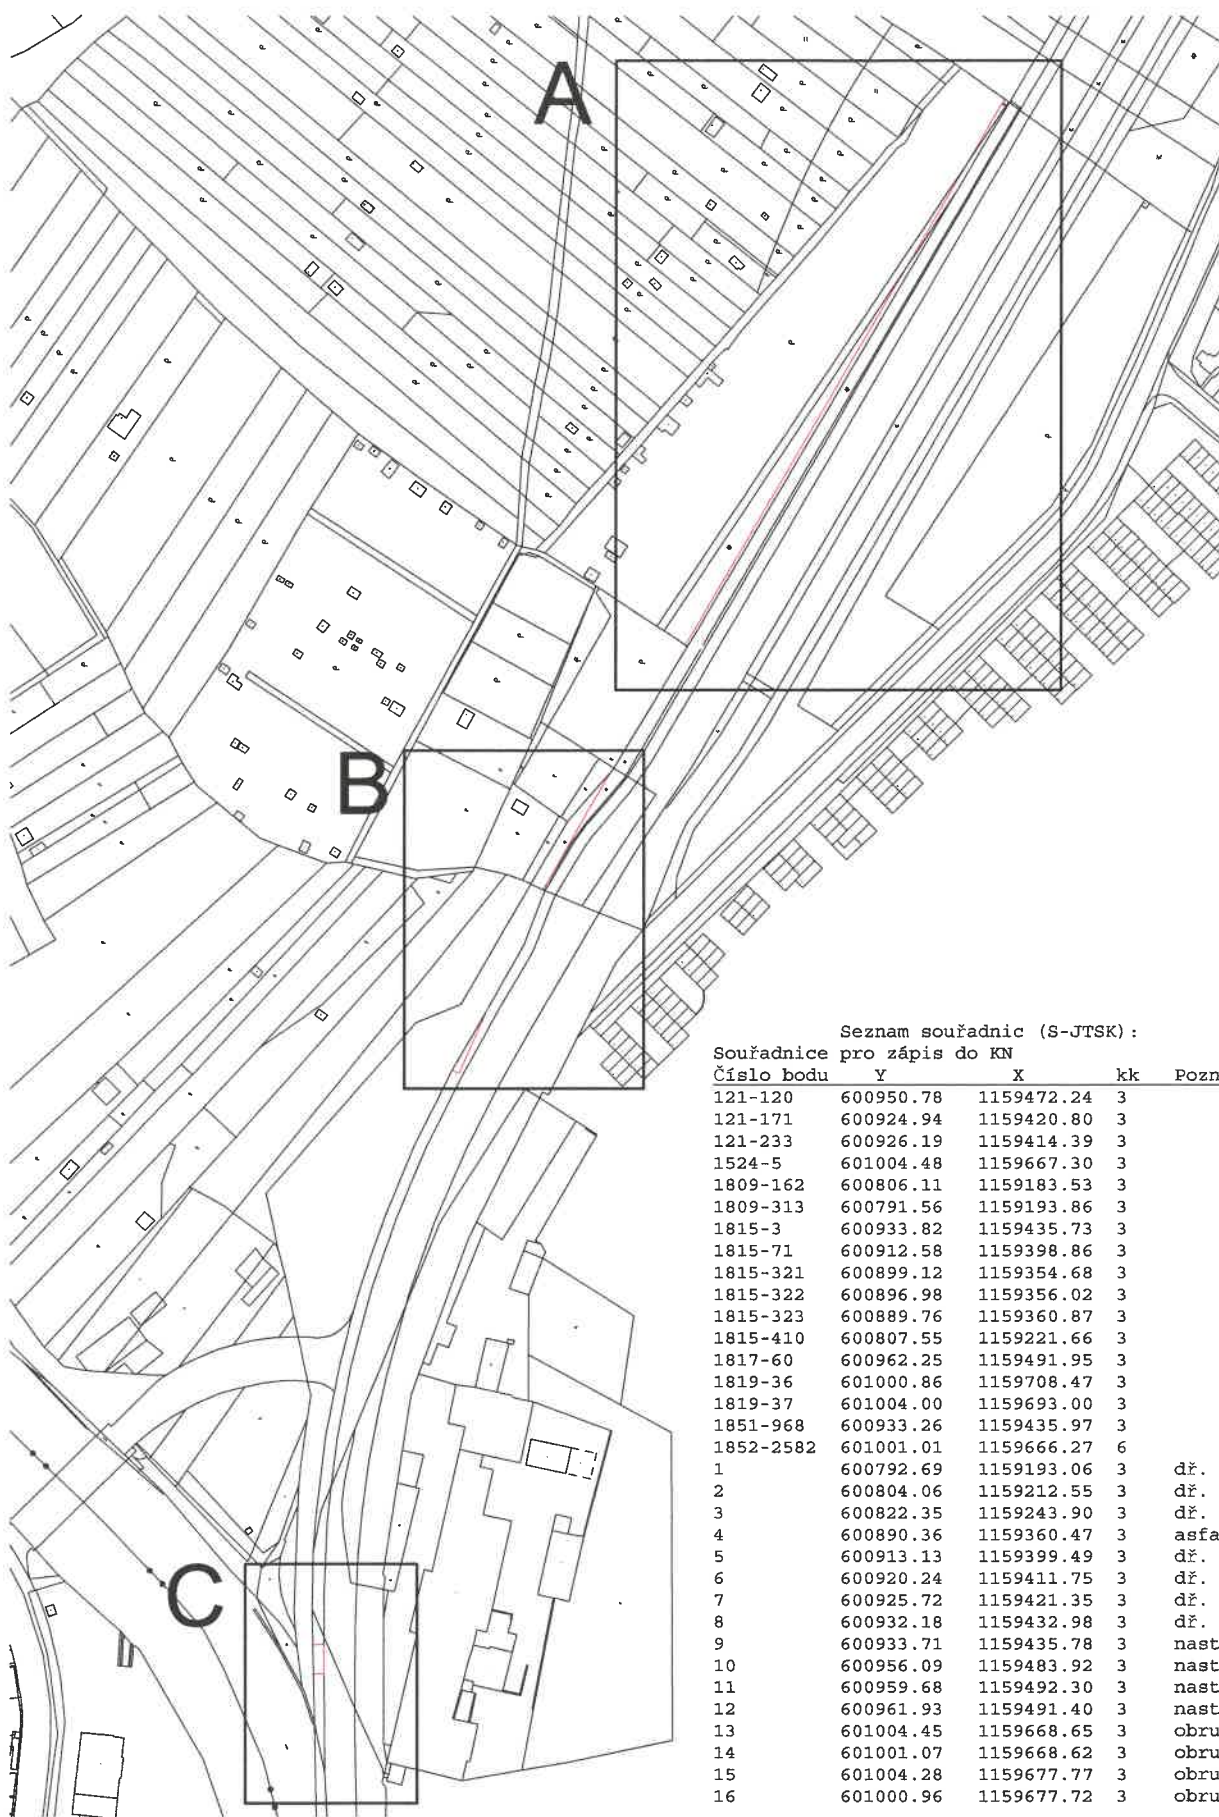 A
B
C
Seznam souřadnic (S-JTSK):
Souřadnice pro zápis do KN
Číslo bodu Y X kk Pozn
121-120 600950.78 1159472.24 3
121-171 600924.94 1159420.80 3
121-233 600926.19 1159414.39 3
1524-5 601004.48 1159667.30 3
1809-162 600806.11 1159183.53 3
1809-313 600791.56 1159193.86 3
1815-3 600933.82 1159435.73 3
1815-71 600912.58 1159398.86 3
1815-321 600899.12 1159354.68 3
1815-322 600896.98 1159356.02 3
1815-323 600889.76 1159360.87 3
1815-410 600807.55 1159221.66 3
1817-60 600962.25 1159491.95 3
1819-36 601000.86 1159708.47 3
1819-37 601004.00 1159693.00 3
1851-968 600933.26 1159435.97 3
1852-2582 601001.01 1159666.27 6
1 600792.69 1159193.06 3 dř.
2 600804.06 1159212.55 3 dř.
3 600822.35 1159243.90 3 dř.
4 600890.36 1159360.47 3 asfa
5 600913.13 1159399.49 3 dř.
6 600920.24 1159411.75 3 dř.
7 600925.72 1159421.35 3 dř.
8 600932.18 1159432.98 3 dř.
9 600933.71 1159435.78 3 nast
10 600956.09 1159483.92 3 nast
11 600959.68 1159492.30 3 nast
12 600961.93 1159491.40 3 nast
13 601004.45 1159668.65 3 obru
14 601001.07 1159668.62 3 obru
15 601004.28 1159677.77 3 obru
16 601000.96 1159677.72 3 obru